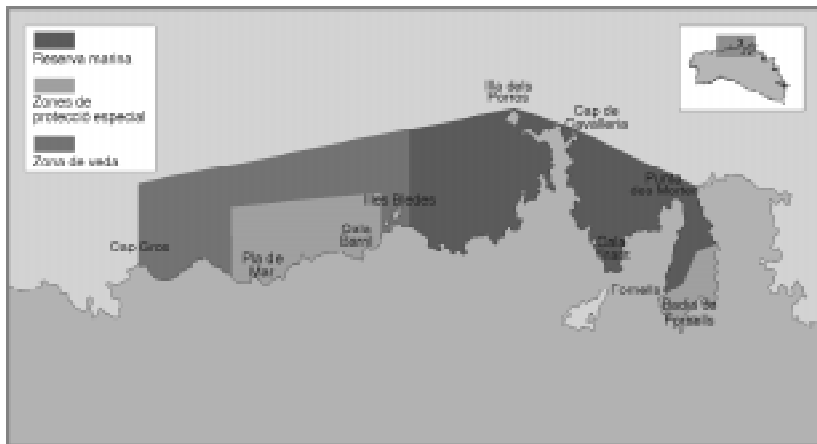 Reserva marina
Zones de
protecció especial
Zona de veda
Illa dels
Porros
Cap de
Cavalleria
Punta
des Morter
Illes Bledes
Cala
Barril
Cap Gros
Pla de
Mar
Cala
Tirant
Fornells
Badia de
Fornells